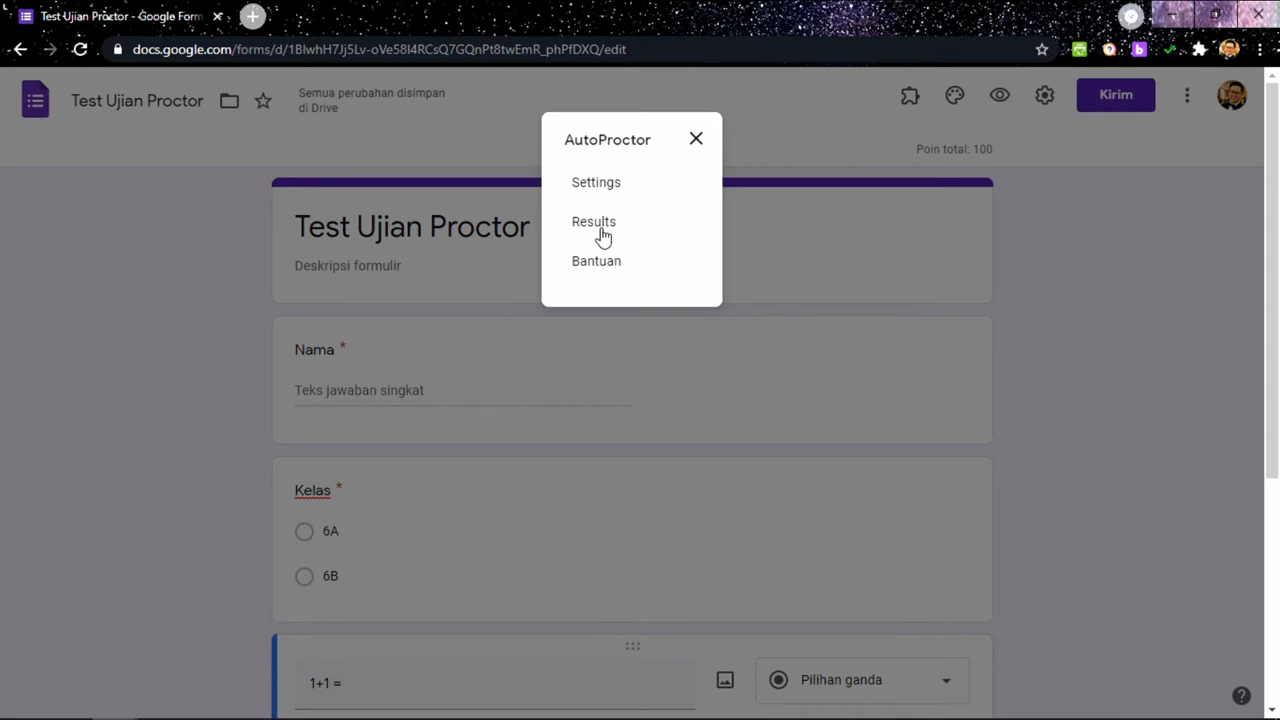 Test Ujian Proctor - Google Form
docs.google.com/forms/d/1BlwhH7Jj5Lv-oVe58I4RCsQ7GQnPt8twEmR_phPfDXQ/edit
Test Ujian Proctor
Semua perubahan disimpan
di Drive
Kirim
Poin total: 100
AutoProctor
Settings
Results
Bantuan
Test Ujian Proctor
Deskripsi formulir
Nama *
Teks jawaban singkat
Kelas *
6A
6B
1+1 =
Pilihan ganda